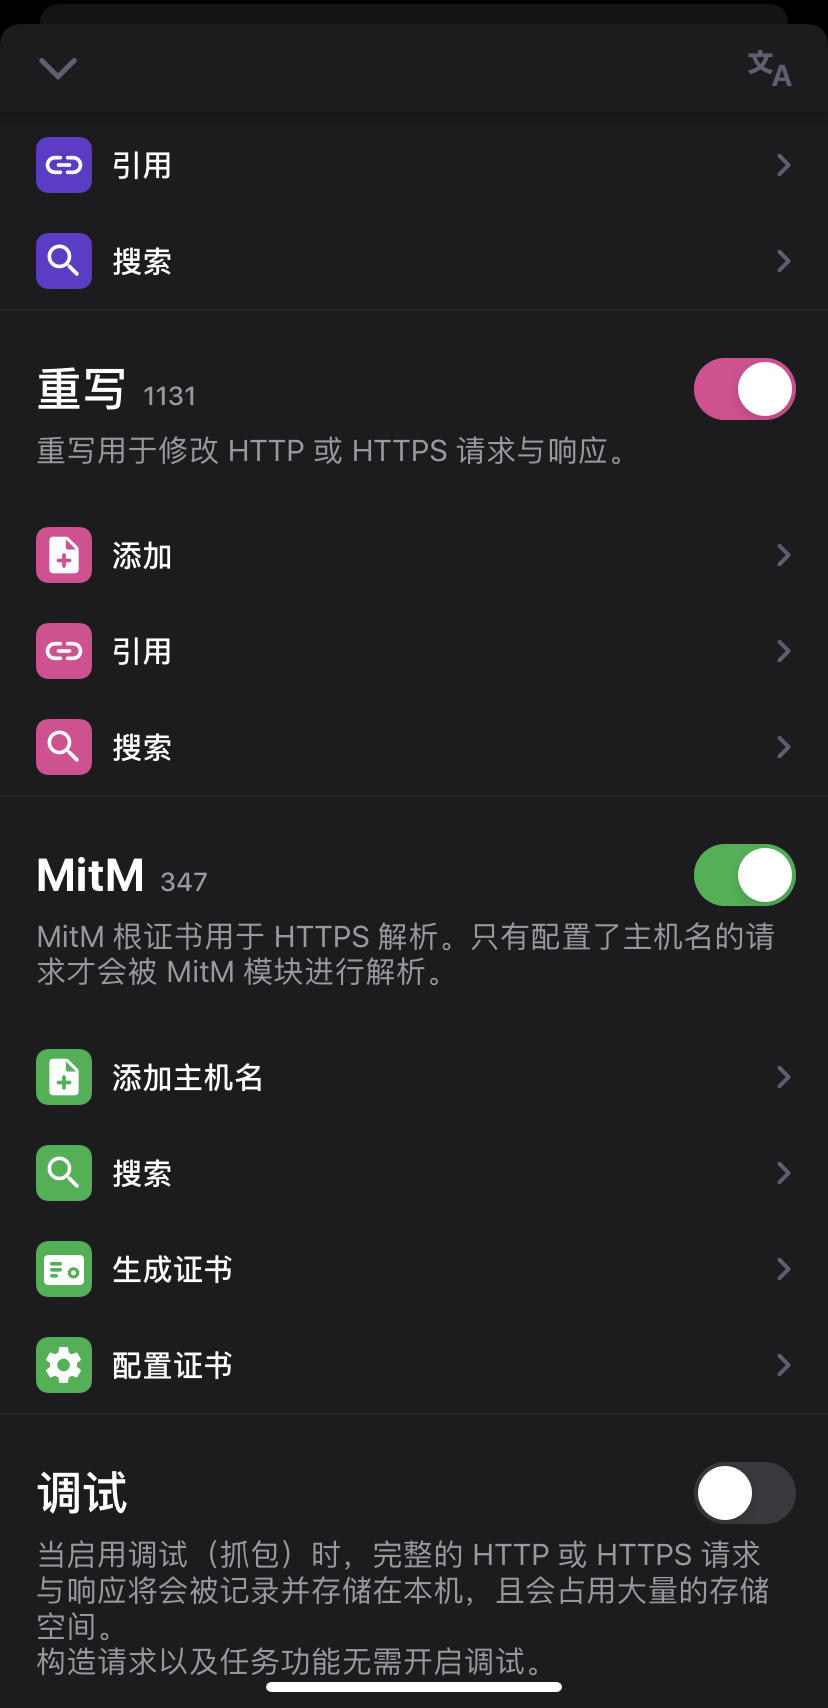 文A
引用
搜索
重写 1131
重写用于修改 HTTP 或 HTTPS 请求与响应。
添加
引用
搜索
MitM 347
MitM 根证书用于 HTTPS 解析。只有配置了主机名的请
求才会被 MitM 模块进行解析。
添加主机名
搜索
生成证书
配置证书
调试
当启用调试（抓包）时，完整的 HTTP 或 HTTPS 请求
与响应将会被记录并存储在本机，且会占用大量的存储
空间。
构造请求以及任务功能无需开启调试。